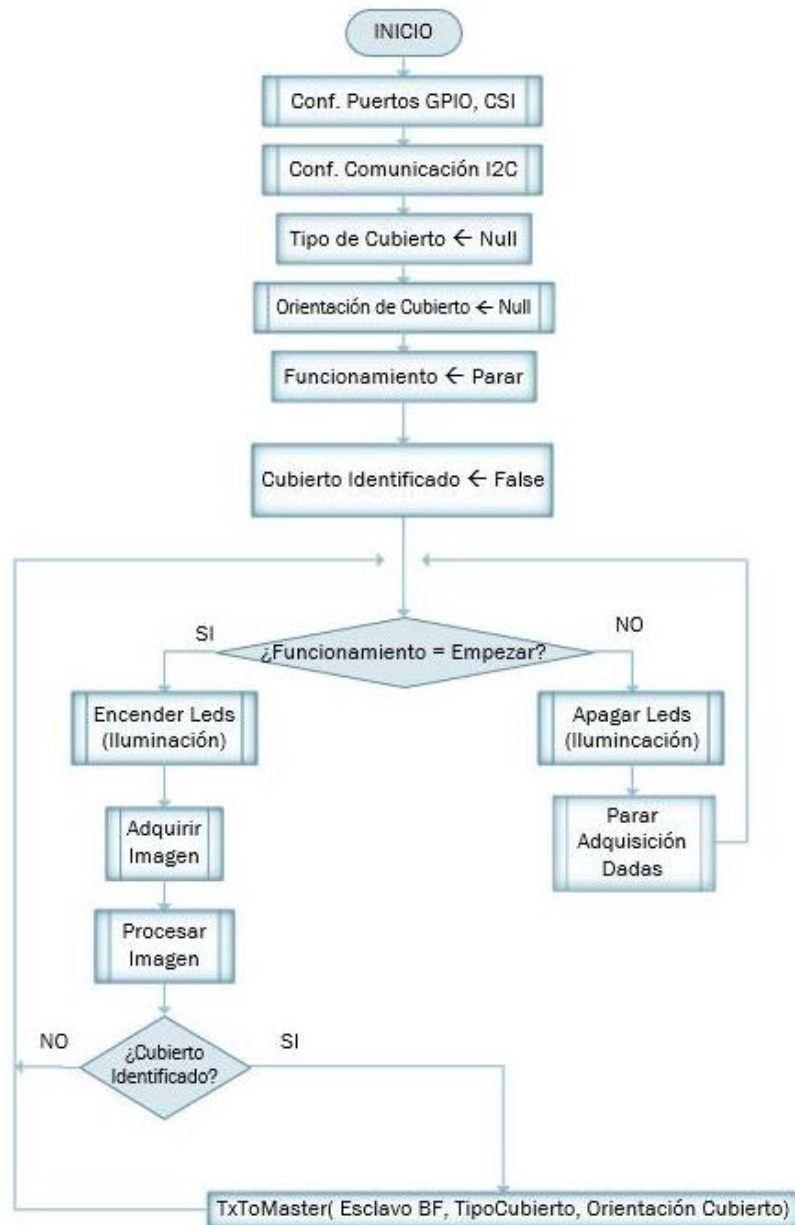 INICIO
Conf. Puertos GPIO, CSI
Conf. Comunicación I2C
Tipo de Cubierto ← Null
Orientación de Cubierto ← Null
Funcionamiento ← Parar
Cubierto Identificado ← False
SI
NO
¿Funcionamiento = Empezar?
Encender Leds
(Iluminación)
Apagar Leds
(Ilumincación)
Adquirir
Imagen
Parar
Adquisición
Dadas
Procesar
Imagen
NO
SI
¿Cubierto
Identificado?
TxToMaster( Esclavo BF, TipoCubierto, Orientación Cubierto)